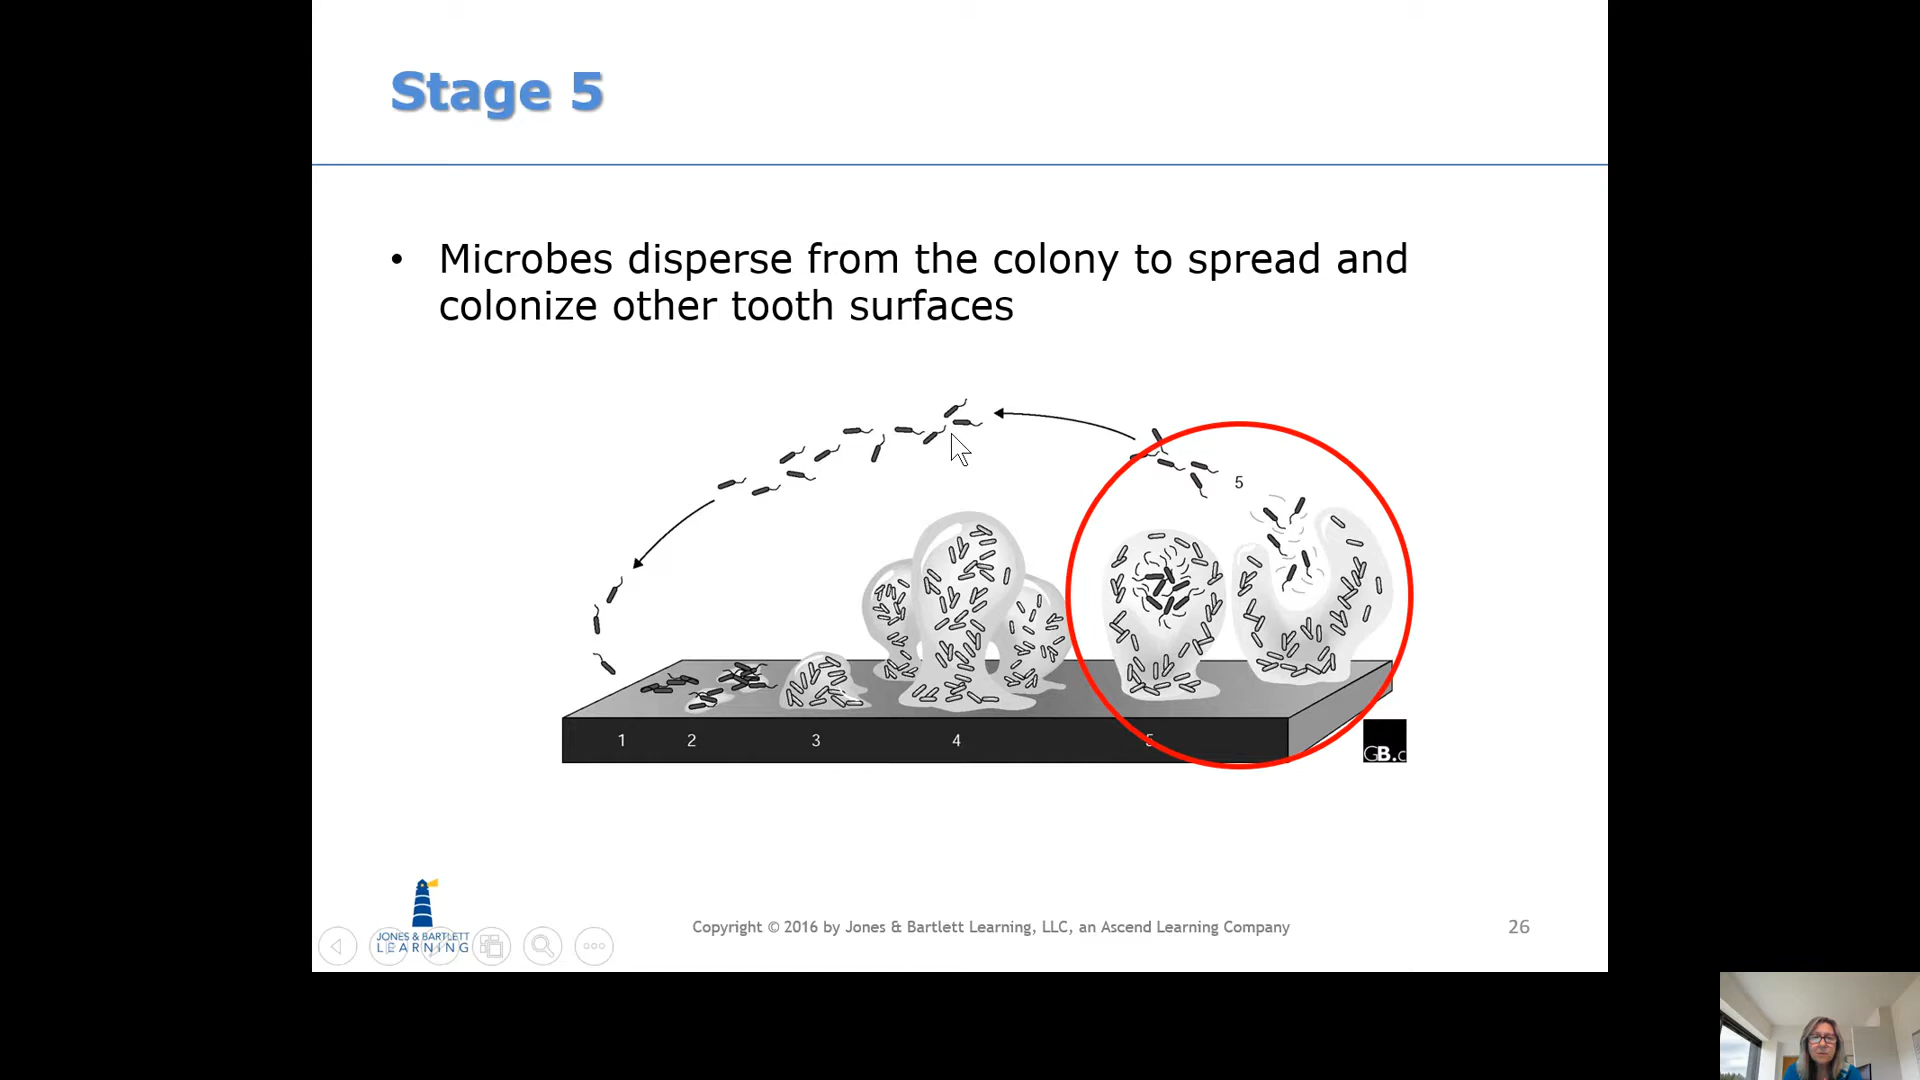 Stage 5
• Microbes disperse from the colony to spread and
colonize other tooth surfaces
5
1 2 3 4 5
GB.c
JONES & BARTLETT
LEARNING
Copyright © 2016 by Jones & Bartlett Learning, LLC, an Ascend Learning Company
26